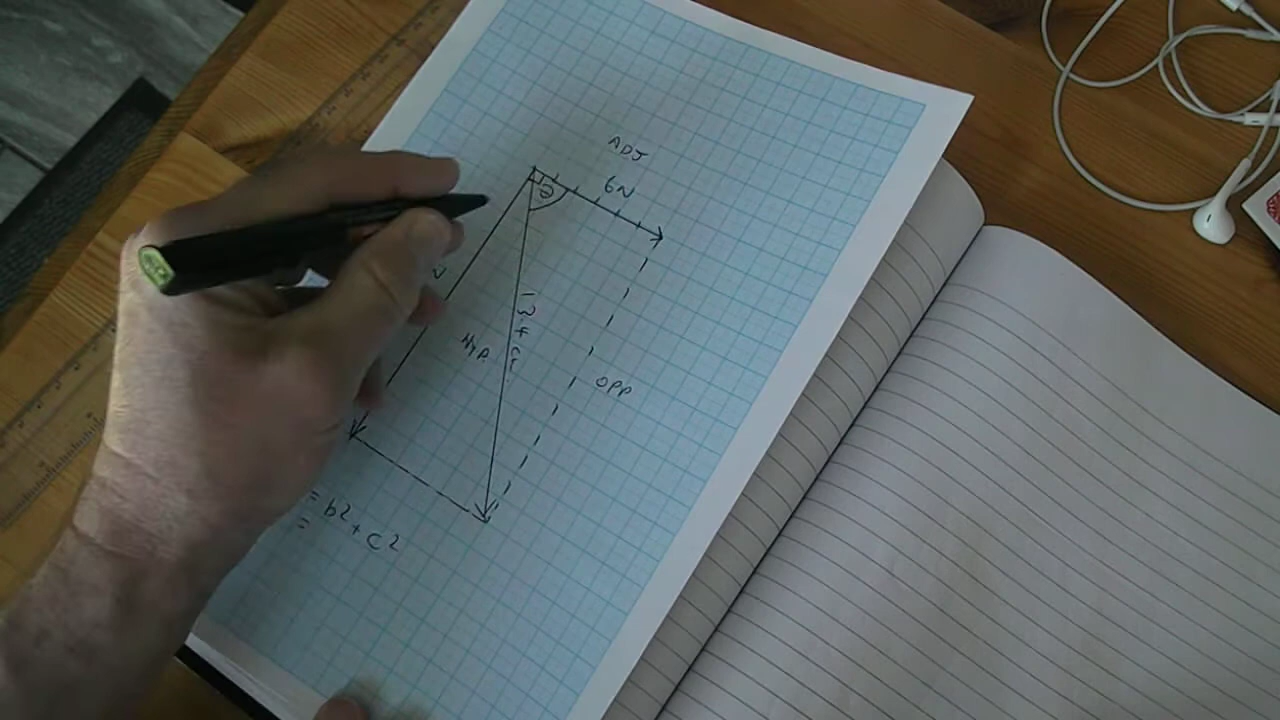 ADJ
6N
13.4
HYP
OPP
= b² + c²
=